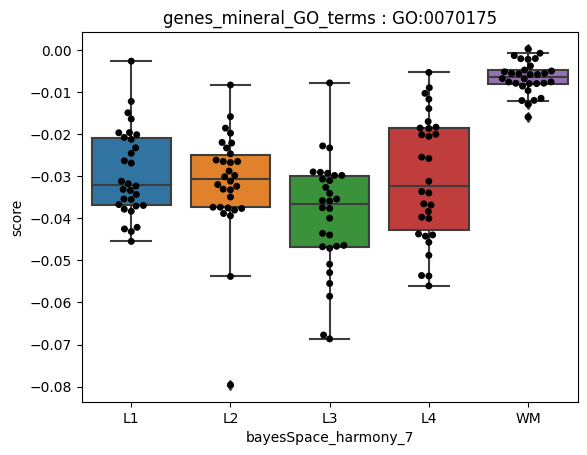 genes_mineral_GO_terms : GO:0070175
0.00
−0.01
−0.02
−0.03
−0.04
−0.05
−0.06
−0.07
−0.08
score
L1 L2 L3 L4 WM
bayesSpace_harmony_7